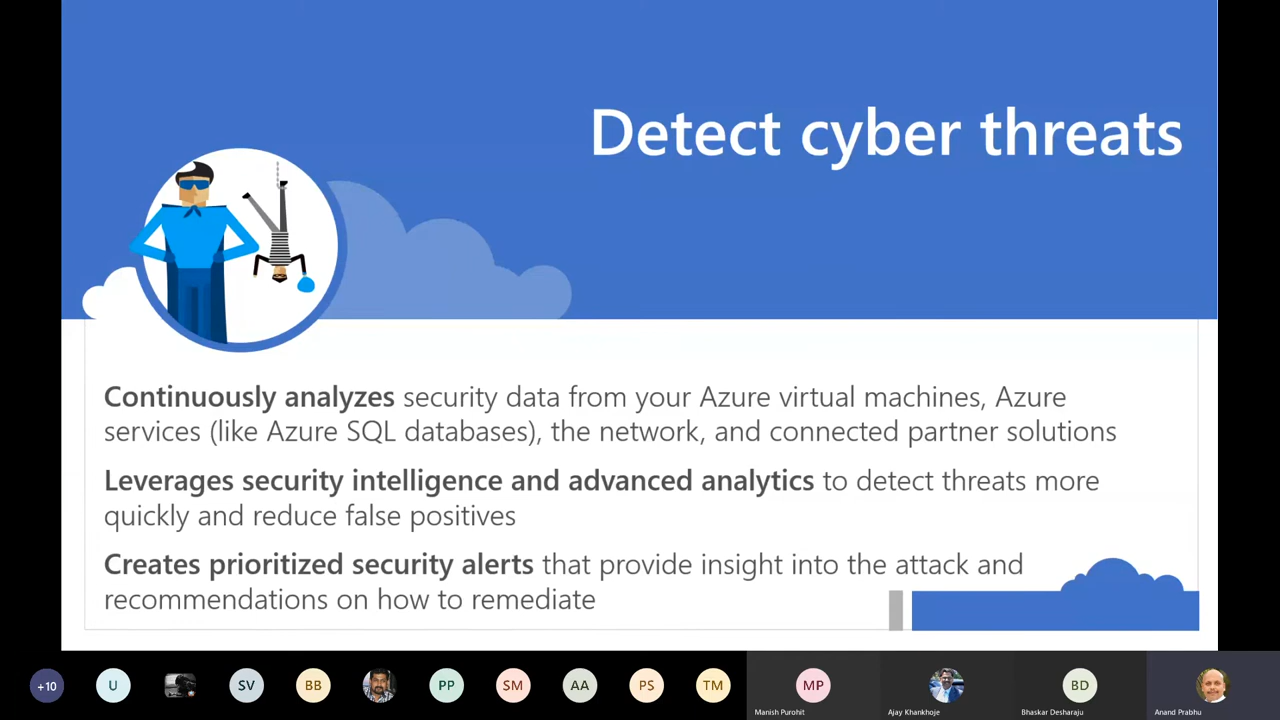 Detect cyber threats
Continuously analyzes security data from your Azure virtual machines, Azure
services (like Azure SQL databases), the network, and connected partner solutions
Leverages security intelligence and advanced analytics to detect threats more
quickly and reduce false positives
Creates prioritized security alerts that provide insight into the attack and
recommendations on how to remediate
+10 U SV BB PP SM AA PS TM MP BD
Manish Purohit Ajay Khankhoje Bhaskar Desharaju Anand Prabhu